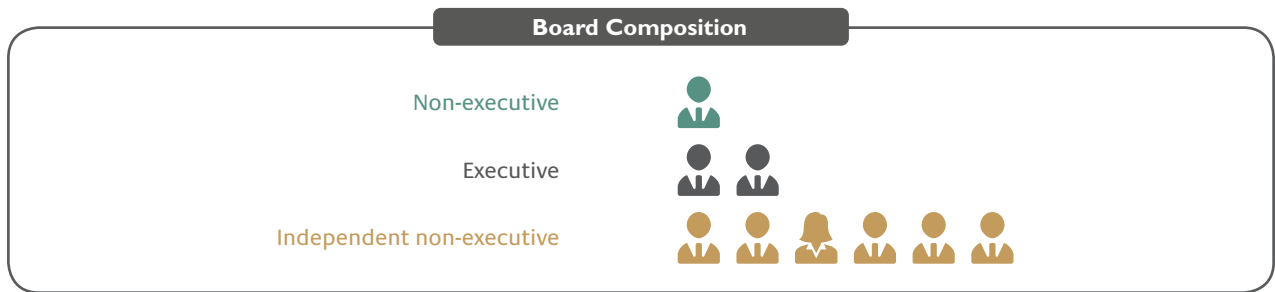 Board Composition
Non-executive
Executive
Independent non-executive